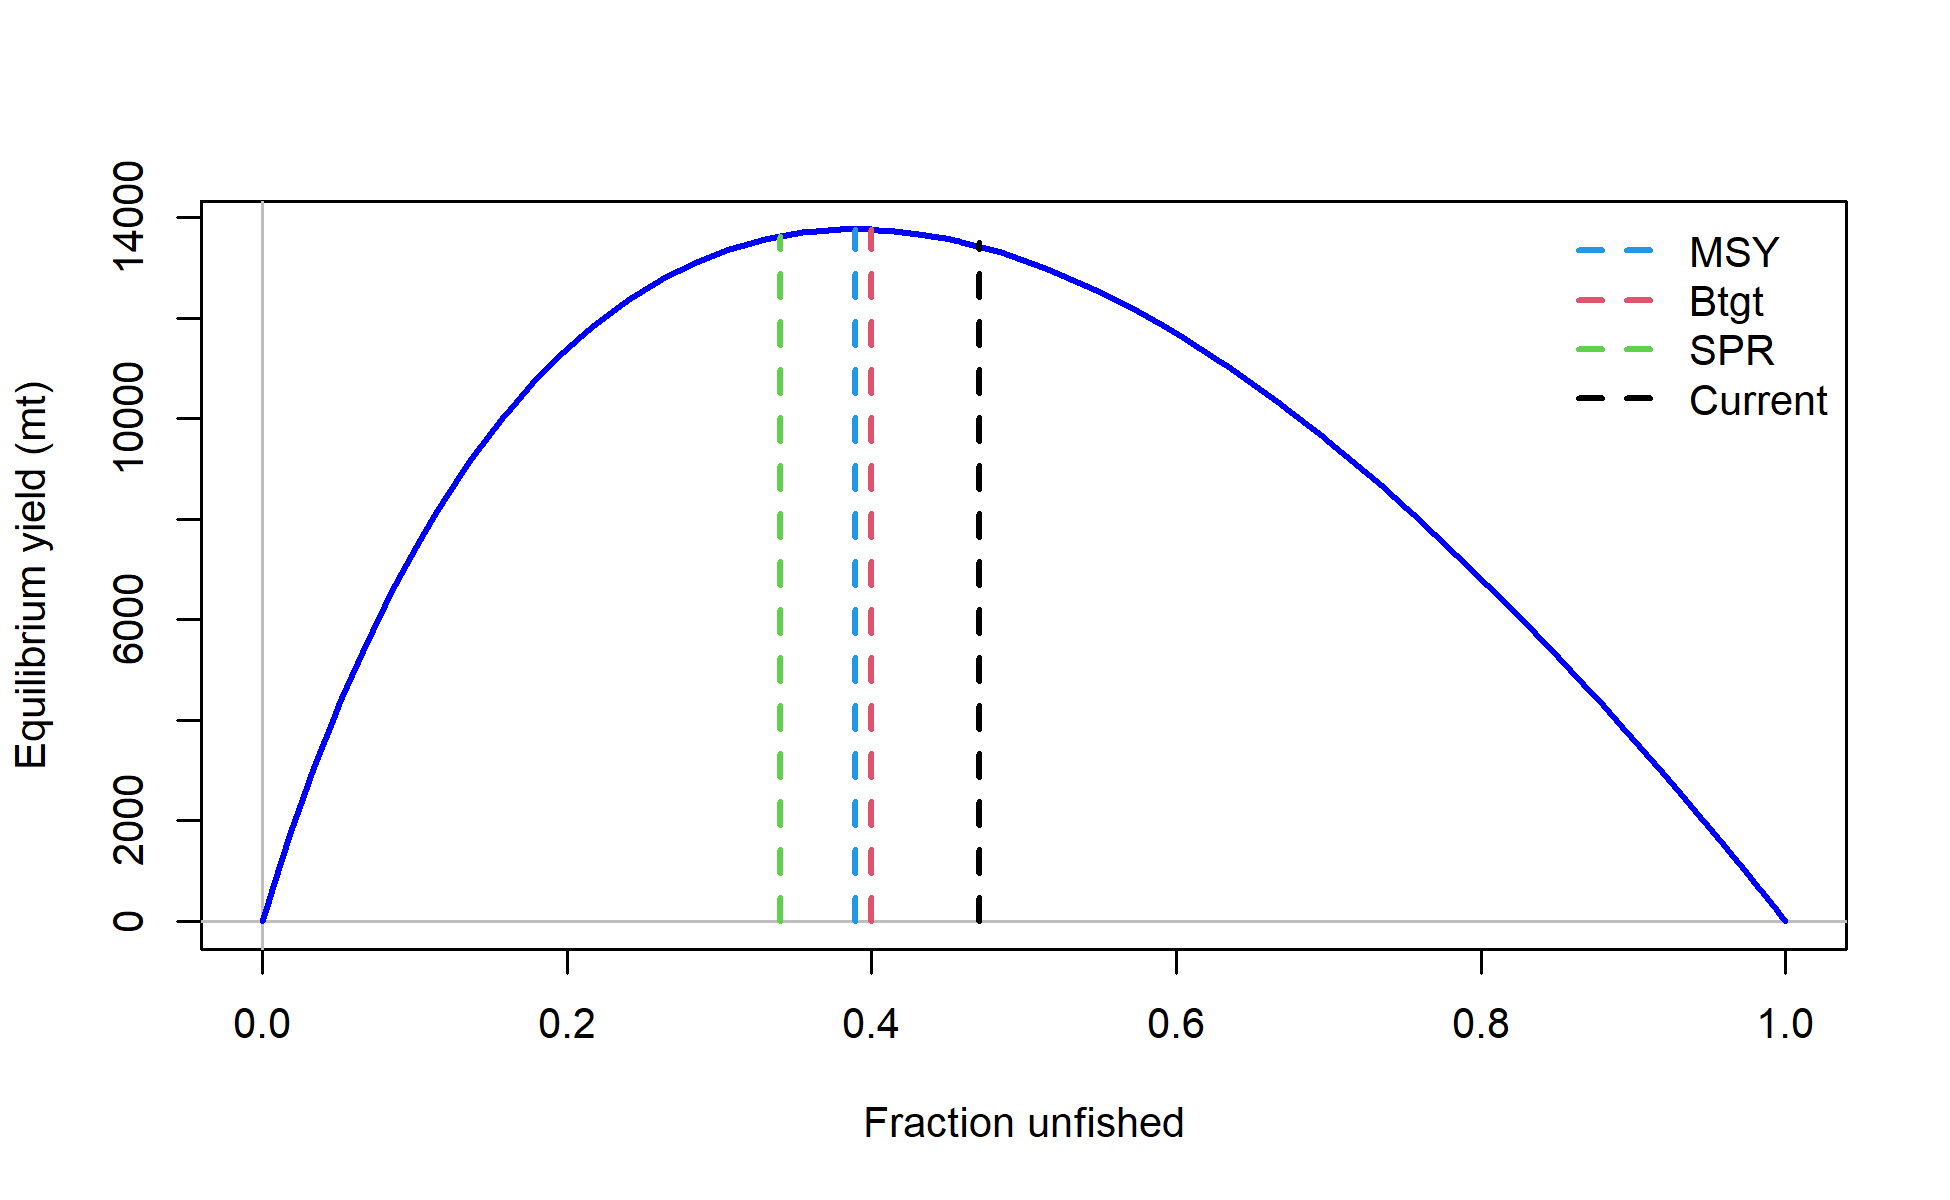 Equilibrium yield (mt)
14000
10000
6000
2000
0
MSY
Btgt
SPR
Current
0.0 0.2 0.4 0.6 0.8 1.0
Fraction unfished